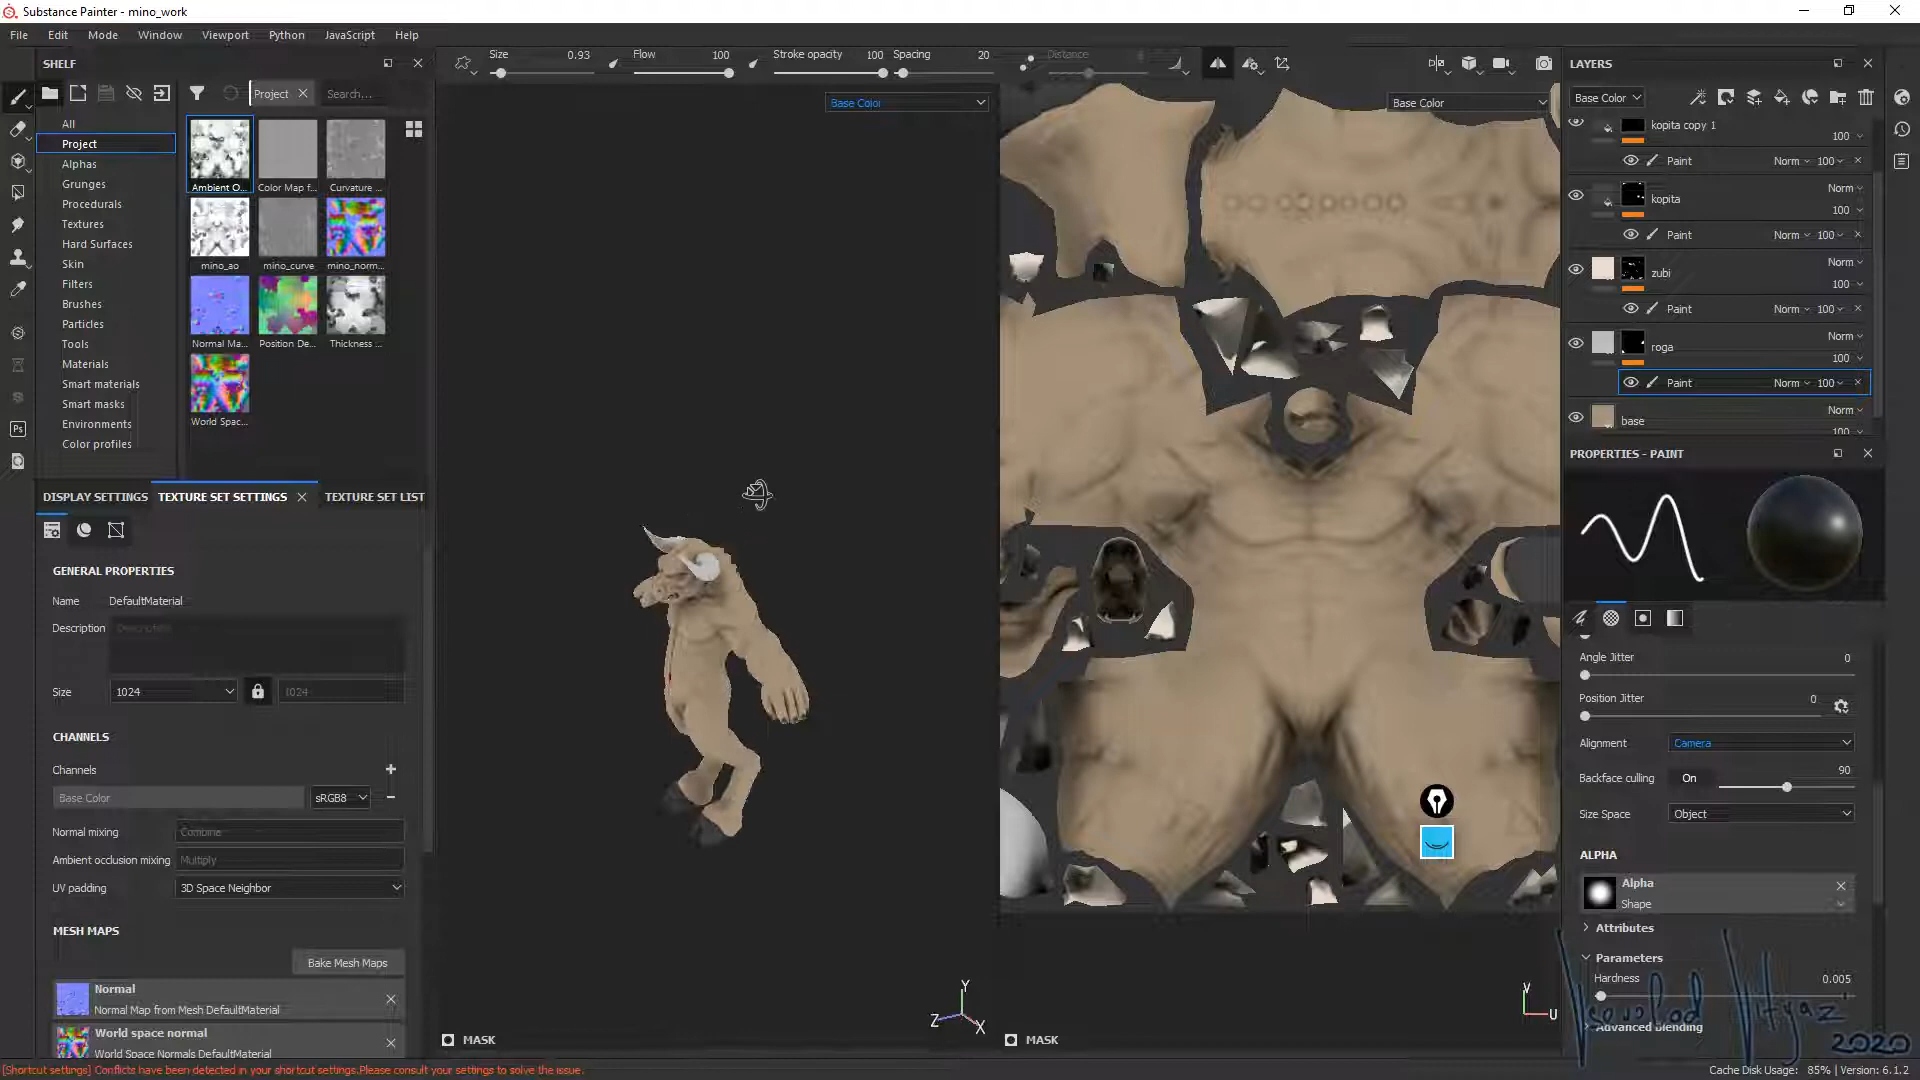 Substance Painter - mino_work
File Edit Mode Window Viewport Python JavaScript Help
SHELF
Project
Search...
All
Project
Alphas
Grunges
Procedurals
Textures
Hard Surfaces
Skin
Filters
Brushes
Particles
Tools
Materials
Smart materials
Smart masks
Environments
Color profiles
Ambient O... Color Map f... Curvature ...
mino_ao mino_curve mino_norm...
Normal Ma... Position De... Thickness ...
World Spac...
Size 0.93 Flow 100 Stroke opacity 100 Spacing 20 Distance
Base Color
Base Color
DISPLAY SETTINGS TEXTURE SET SETTINGS TEXTURE SET LIST
GENERAL PROPERTIES
Name DefaultMaterial
Description Description
Size 1024 1024
CHANNELS
Channels
Base Color sRGB8
Normal mixing Combine
Ambient occlusion mixing Multiply
UV padding 3D Space Neighbor
MESH MAPS
Bake Mesh Maps
Normal
Normal Map from Mesh DefaultMaterial
World space normal
World Space Normals DefaultMaterial
Y
Z
X
V
U
MASK
MASK
LAYERS
Base Color
kopita copy 1
100
Paint Norm 100
Norm
kopita
100
Paint Norm 100
Norm
zubi
100
Paint Norm 100
Norm
roga
100
Paint Norm 100
Norm
base
100
PROPERTIES - PAINT
Angle Jitter 0
Position Jitter 0
Alignment Camera
Backface culling On 90
Size Space Object
ALPHA
Alpha
Shape
Attributes
Parameters
Hardness 0.005
Advanced Blending
2020
[Shortcut settings] Conflicts have been detected in your shortcut settings.Please consult your settings to solve the issue.
Cache Disk Usage: 85% | Version: 6.1.2